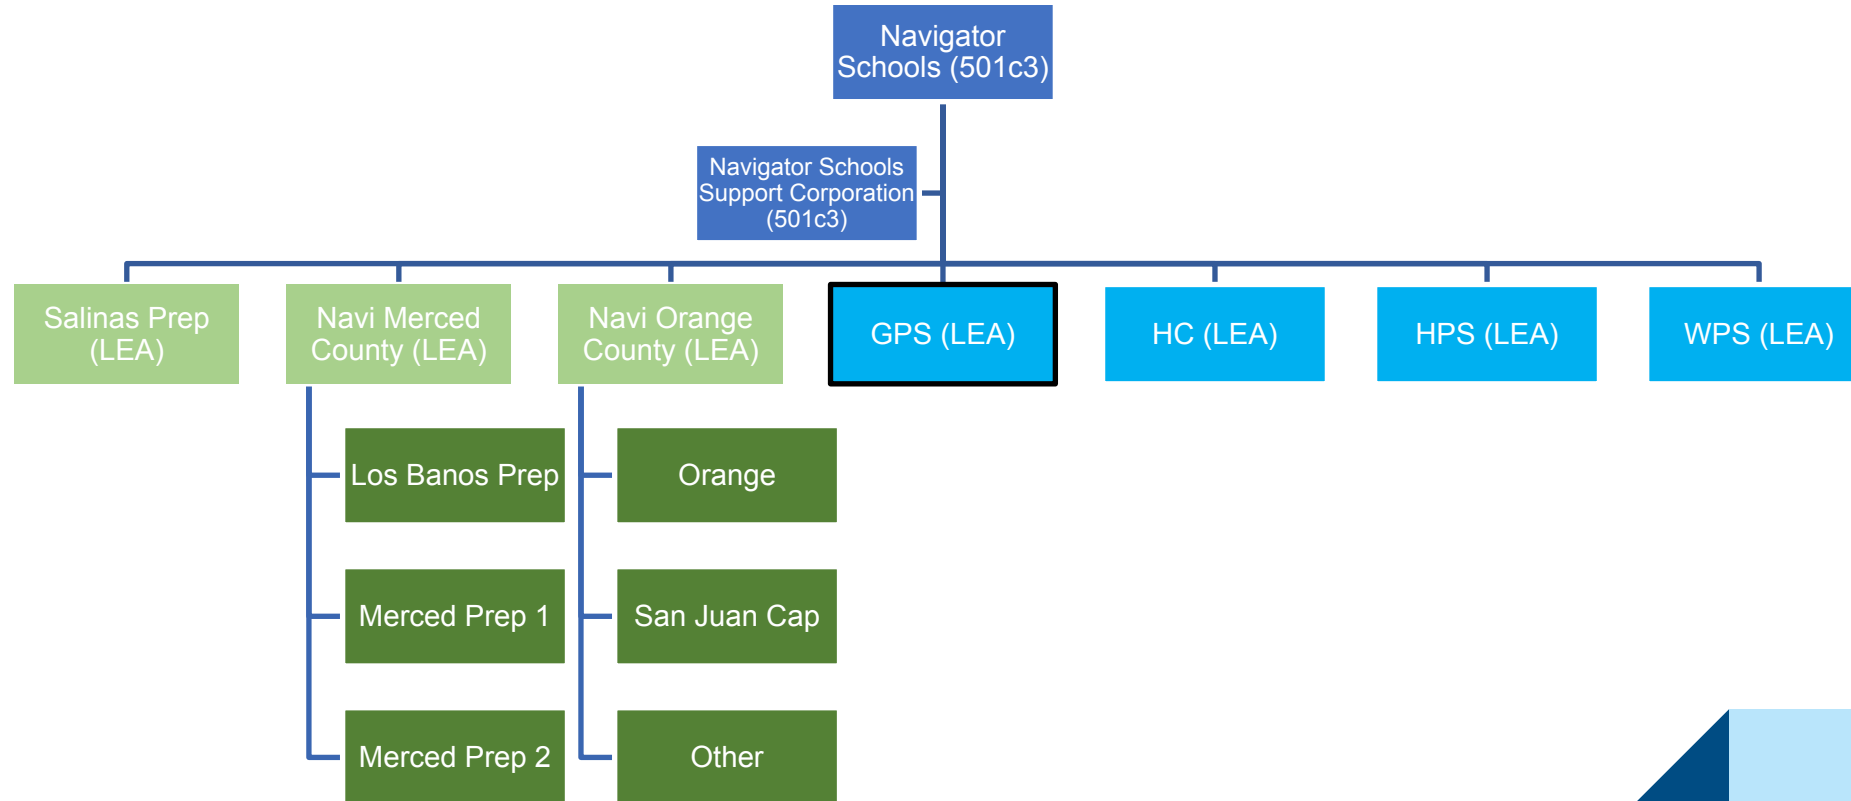 Navigator
Schools (501c3)
Navigator Schools
Support Corporation
(501c3)
Salinas Prep
(LEA)
Navi Merced
County (LEA)
Navi Orange
County (LEA)
GPS (LEA)
HC (LEA)
HPS (LEA)
WPS (LEA)
Los Banos Prep
Orange
Merced Prep 1
San Juan Cap
Merced Prep 2
Other